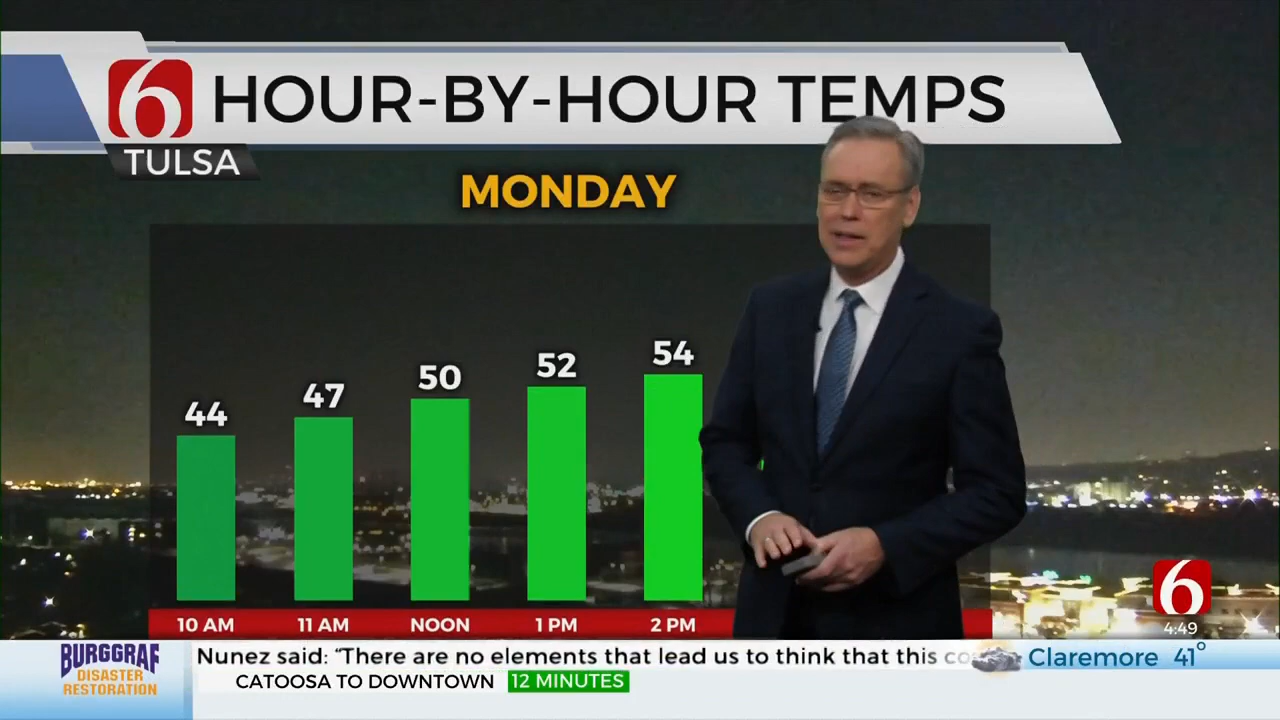 6 HOUR-BY-HOUR TEMPS
TULSA
MONDAY
44
47
50
52
54
10 AM
11 AM
NOON
1 PM
2 PM
6
4:49
BURGGRAF
DISASTER
RESTORATION
Nunez said: “There are no elements that lead us to think that this
Claremore 41°
CATOOSA TO DOWNTOWN 12 MINUTES